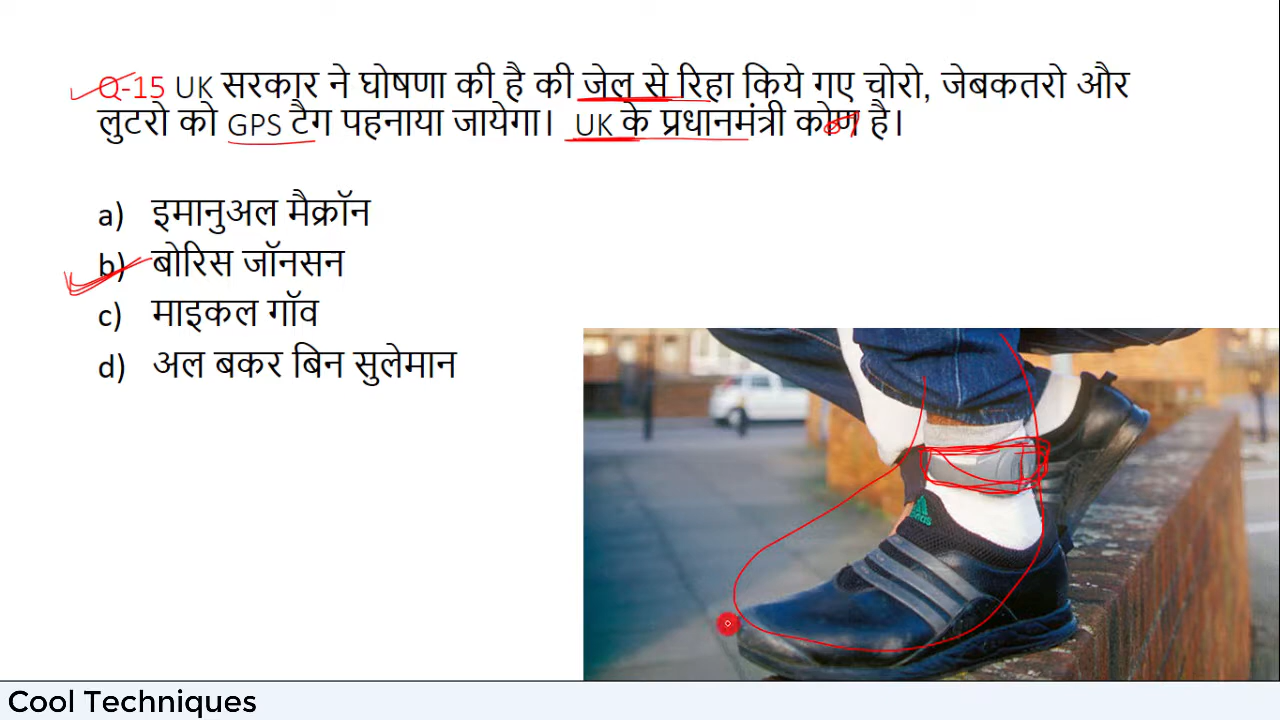 Q-15 UK सरकार ने घोषणा की है की जेल से रिहा किये गए चोरो, जेबकतरो और
लुटरो को GPS टैग पहनाया जायेगा। UK के प्रधानमंत्री कोण है।
a) इमानुअल मैक्रॉन
b) बोरिस जॉनसन
c) माइकल गॉव
d) अल बकर बिन सुलेमान
adidas
Cool Techniques